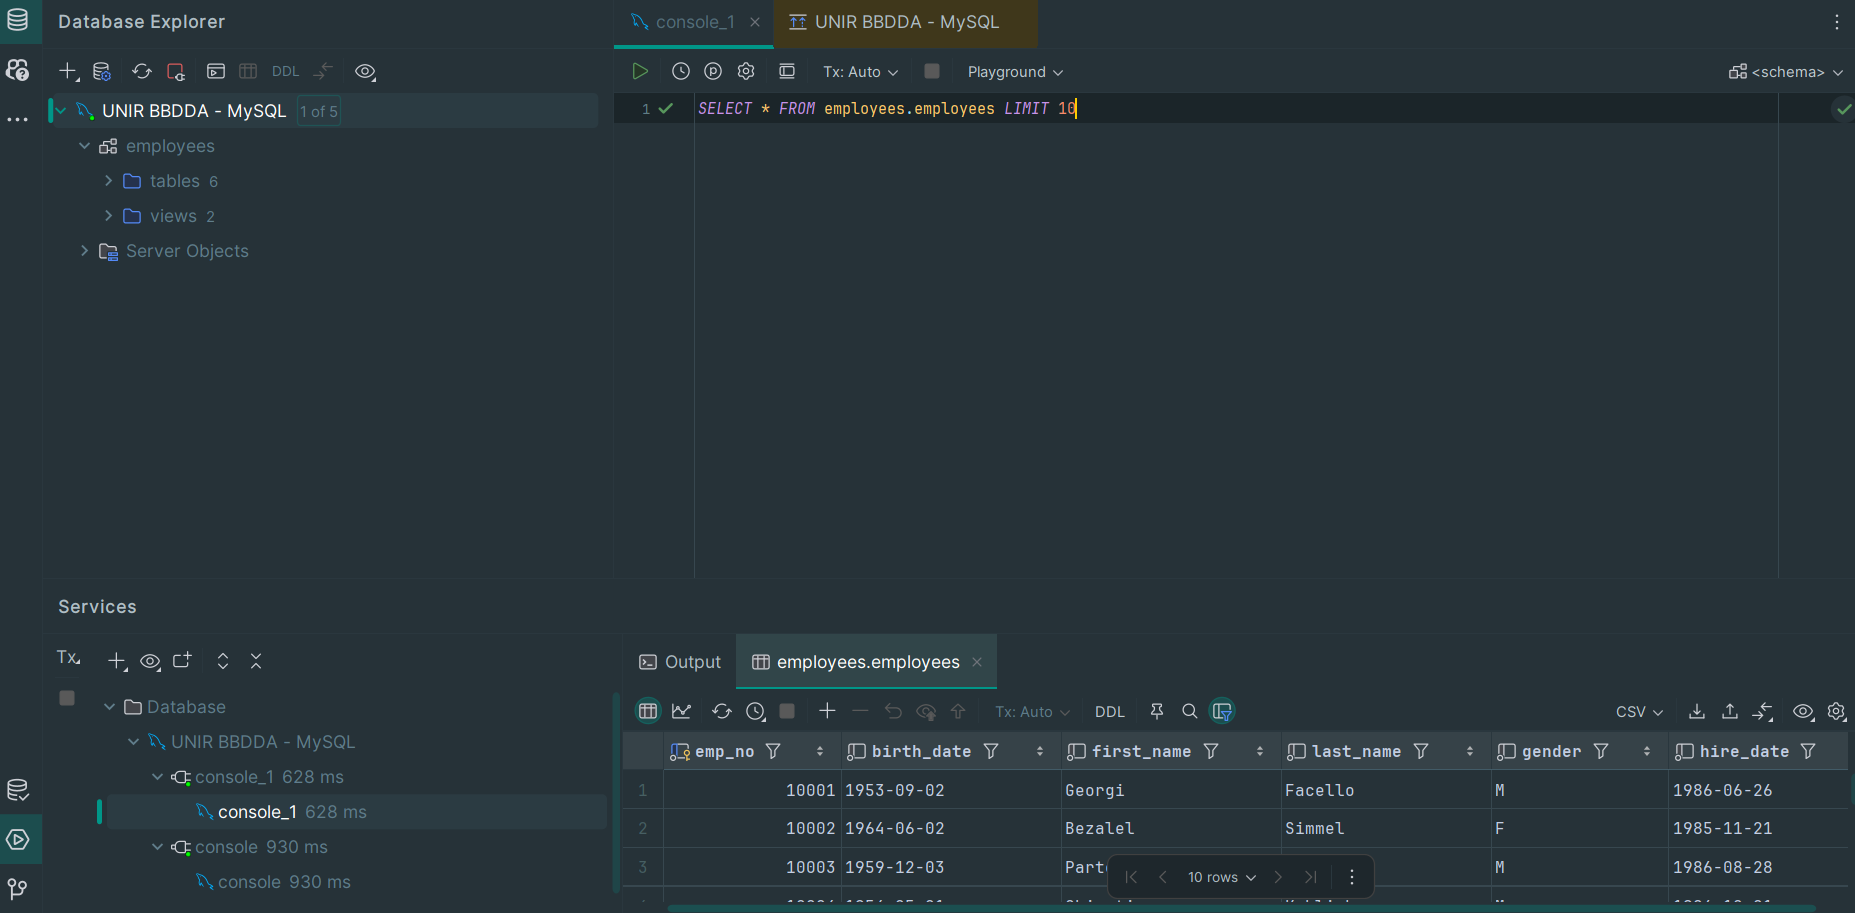 Database Explorer
DDL
UNIR BBDDA - MySQL 1 of 5
employees
tables 6
views 2
Server Objects
console_1
UNIR BBDDA - MySQL
Tx: Auto
Playground
<schema>
1 SELECT * FROM employees.employees LIMIT 10
Services
Tx
Database
UNIR BBDDA - MySQL
console_1 628 ms
console_1 628 ms
console 930 ms
console 930 ms
Output
employees.employees
Tx: Auto
DDL
CSV
emp_no birth_date first_name last_name gender hire_date
1 10001 1953-09-02 Georgi Facello M 1986-06-26
2 10002 1964-06-02 Bezalel Simmel F 1985-11-21
3 10003 1959-12-03 M 1986-08-28
10 rows